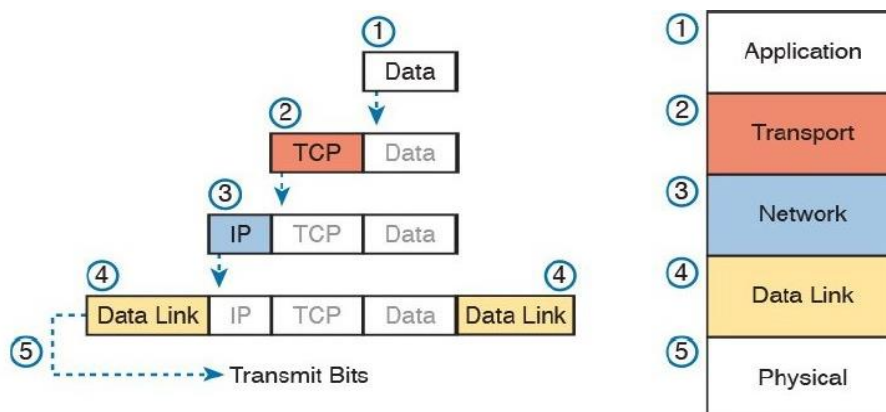 ① Data
② TCP Data
③ IP TCP Data
④ ④
Data Link IP TCP Data Data Link
⑤ Transmit Bits
① Application
② Transport
③ Network
④ Data Link
⑤ Physical